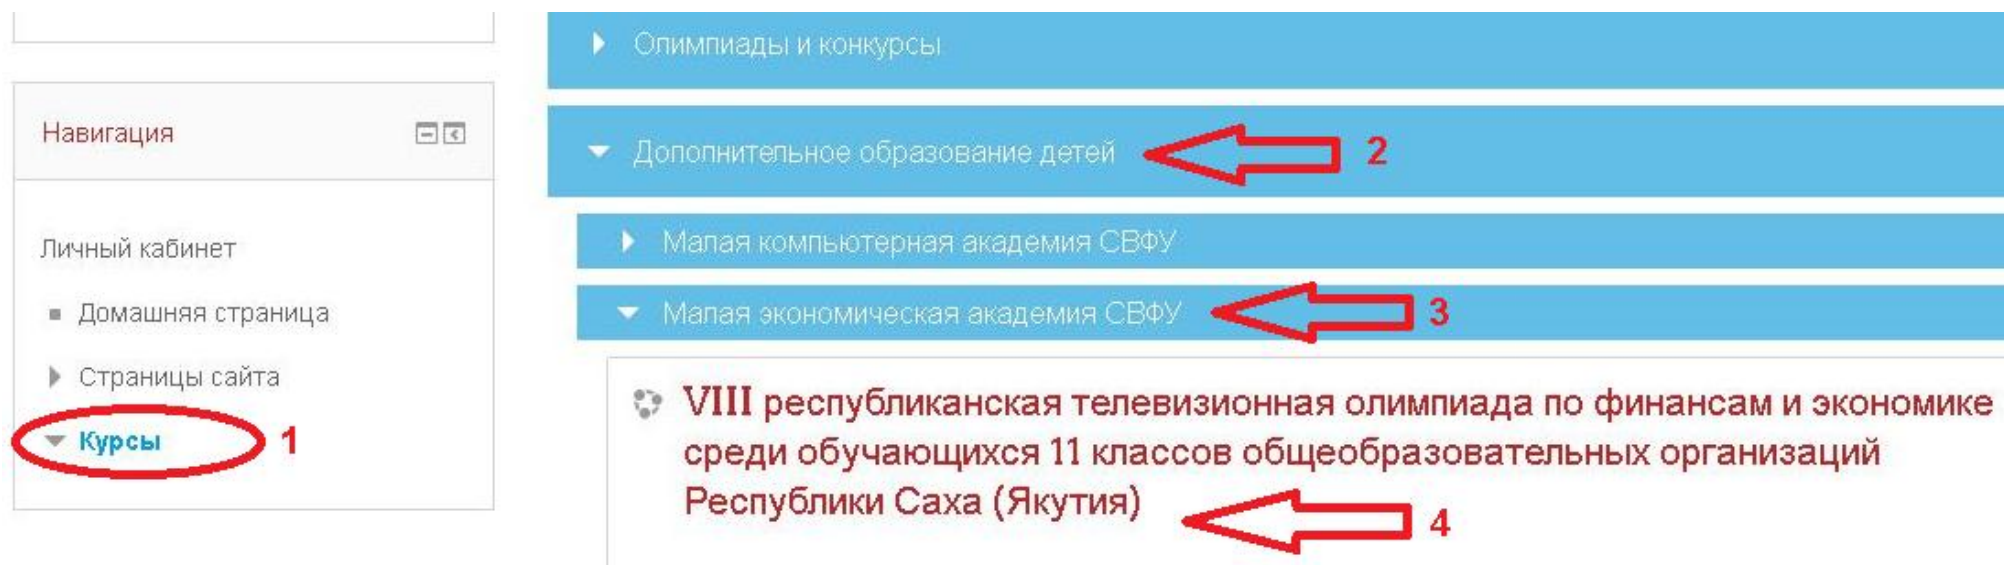 Навигация
Личный кабинет
Домашняя страница
Страницы сайта
Курсы 1
Олимпиады и конкурсы
Дополнительное образование детей 2
Малая компьютерная академия СВФУ
Малая экономическая академия СВФУ 3
VIII республиканская телевизионная олимпиада по финансам и экономике
среди обучающихся 11 классов общеобразовательных организаций
Республики Саха (Якутия)
4